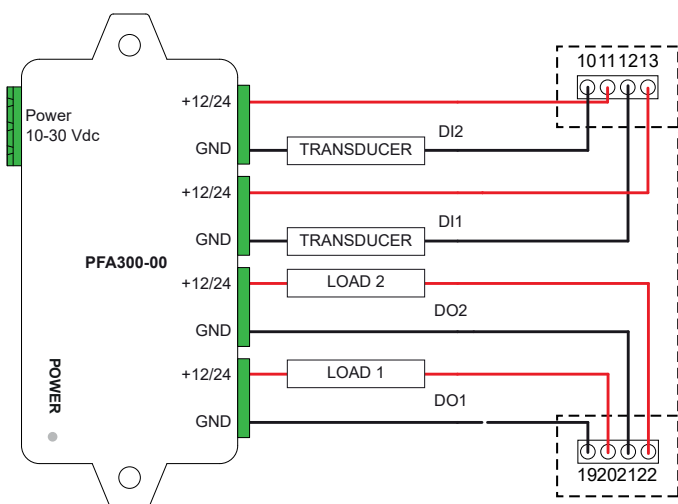 10111213
+12/24
Power
10-30 Vdc
DI2
GND
TRANSDUCER
+12/24
DI1
GND
TRANSDUCER
PFA300-00
+12/24
LOAD 2
DO2
GND
POWER
+12/24
LOAD 1
DO1
GND
19202122